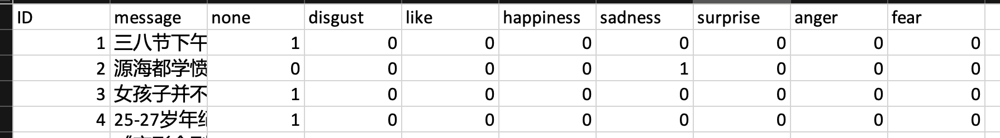 ID message none disgust like happiness sadness surprise anger fear
1 三八节下午 1 0 0 0 0 0 0 0
2 源海都学愤 0 0 0 0 1 0 0 0
3 女孩子并不 1 0 0 0 0 0 0 0
4 25-27岁年纪 1 0 0 0 0 0 0 0